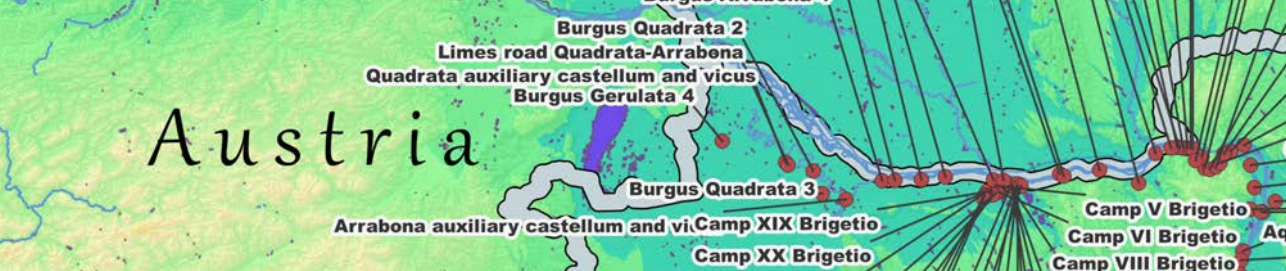 Burgus Quadrata 2
Limes road Quadrata-Arrabona
Quadrata auxiliary castellum and vicus
Burgus Gerulata 4
Austria
Burgus Quadrata 3
Arrabona auxiliary castellum and vi
Camp XIX Brigetio
Camp XX Brigetio
Camp V Brigetio
Camp VI Brigetio
Camp VIII Brigetio